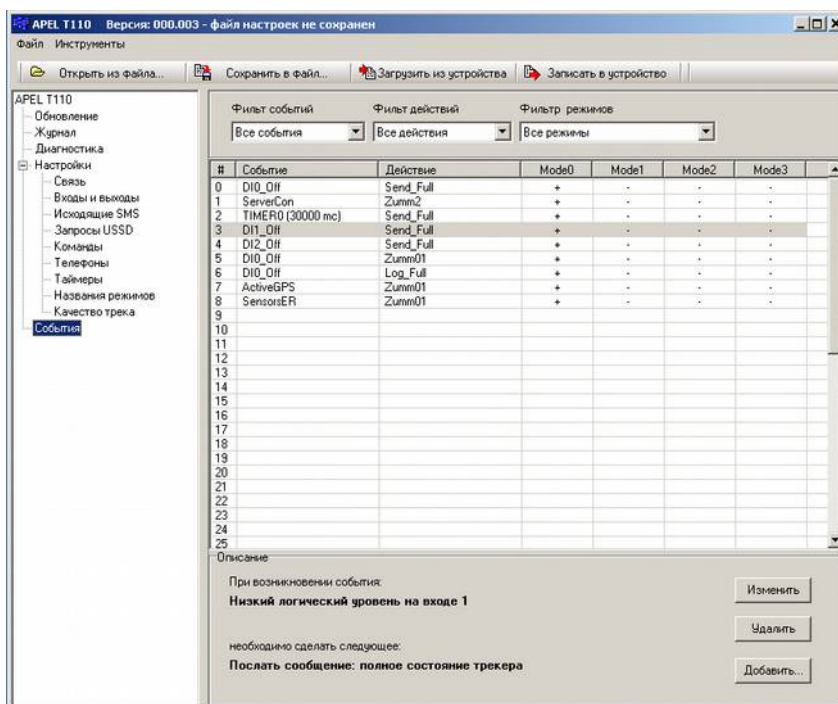 APEL T110 Версия: 000.003 - файл настроек не сохранен
Файл Инструменты
Открыть из файла... Сохранить в файл... Загрузить из устройства Записать в устройство
APEL T110
Обновление
Журнал
Диагностика
Настройки
Связь
Входы и выходы
Исходящие SMS
Запросы USSD
Команды
Телефоны
Таймеры
Названия режимов
Качество трека
События
Фильт событий Фильт действий Фильтр режимов
Все события Все действия Все режимы
# Событие Действие Mode0 Mode1 Mode2 Mode3
0 DI0_Off Send_Full + - - -
1 ServerCon Zumm2 + - - -
2 TIMER0 (30000 mc) Send_Full + - - -
3 DI1_Off Send_Full + - - -
4 DI2_Off Send_Full + - - -
5 DI0_Off Zumm01 + - - -
6 DI0_Off Log_Full + - - -
7 ActiveGPS Zumm01 + - - -
8 SensorsER Zumm01 + - - -
9
10
11
12
13
14
15
16
17
18
19
20
21
22
23
24
25
Описание
При возникновении события:
Низкий логический уровень на входе 1
необходимо сделать следующее:
Послать сообщение: полное состояние трекера
Изменить
Удалить
Добавить...